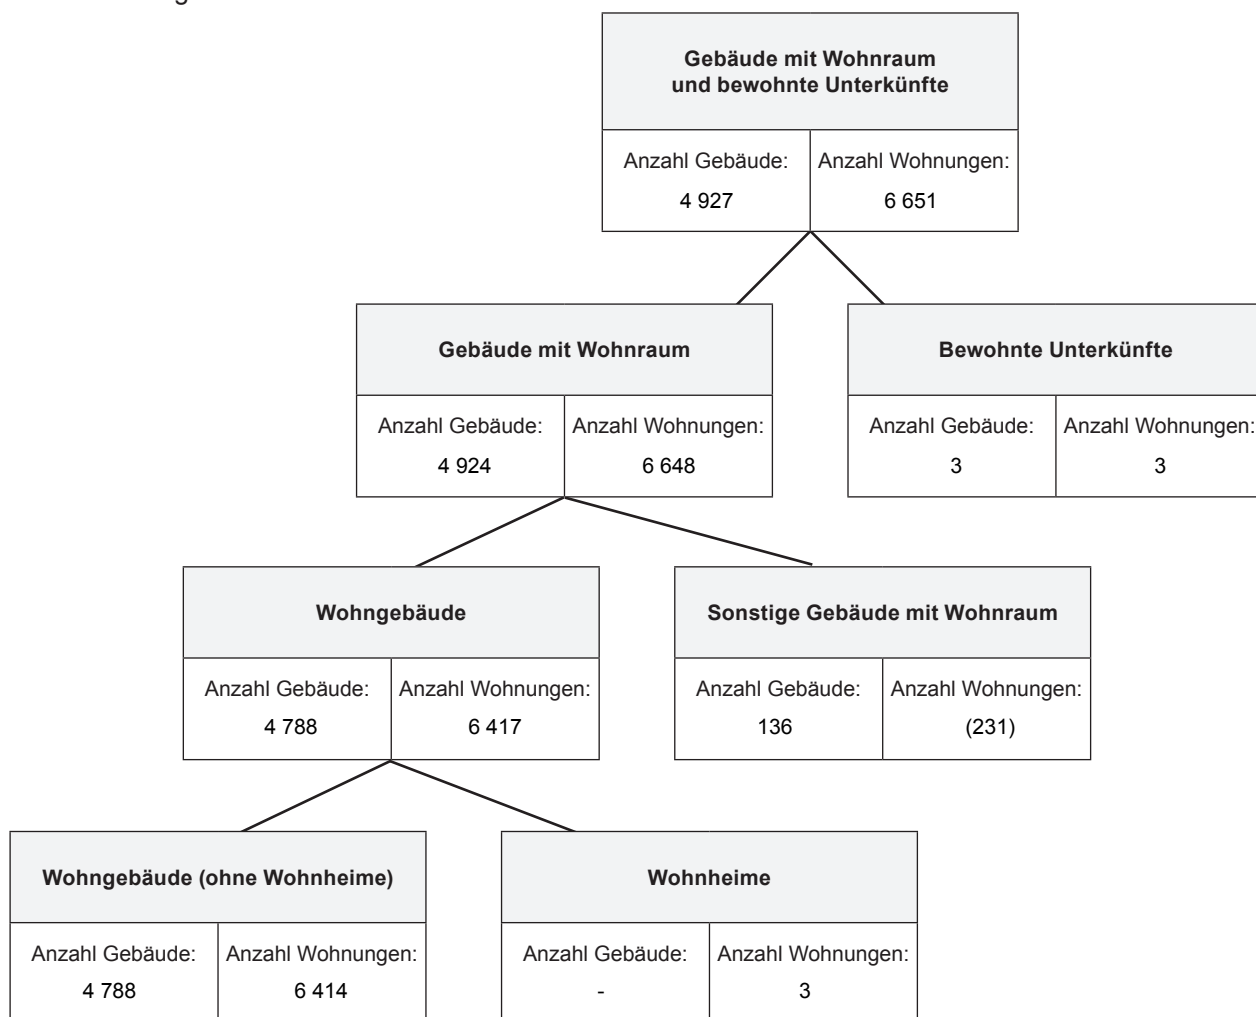 Gebäude mit Wohnraum
und bewohnte Unterkünfte
Anzahl Gebäude: Anzahl Wohnungen:
4 927 6 651
Gebäude mit Wohnraum Bewohnte Unterkünfte
Anzahl Gebäude: Anzahl Wohnungen: Anzahl Gebäude: Anzahl Wohnungen:
4 924 6 648 3 3
Wohngebäude Sonstige Gebäude mit Wohnraum
Anzahl Gebäude: Anzahl Wohnungen: Anzahl Gebäude: Anzahl Wohnungen:
4 788 6 417 136 (231)
Wohngebäude (ohne Wohnheime) Wohnheime
Anzahl Gebäude: Anzahl Wohnungen: Anzahl Gebäude: Anzahl Wohnungen:
4 788 6 414 - 3